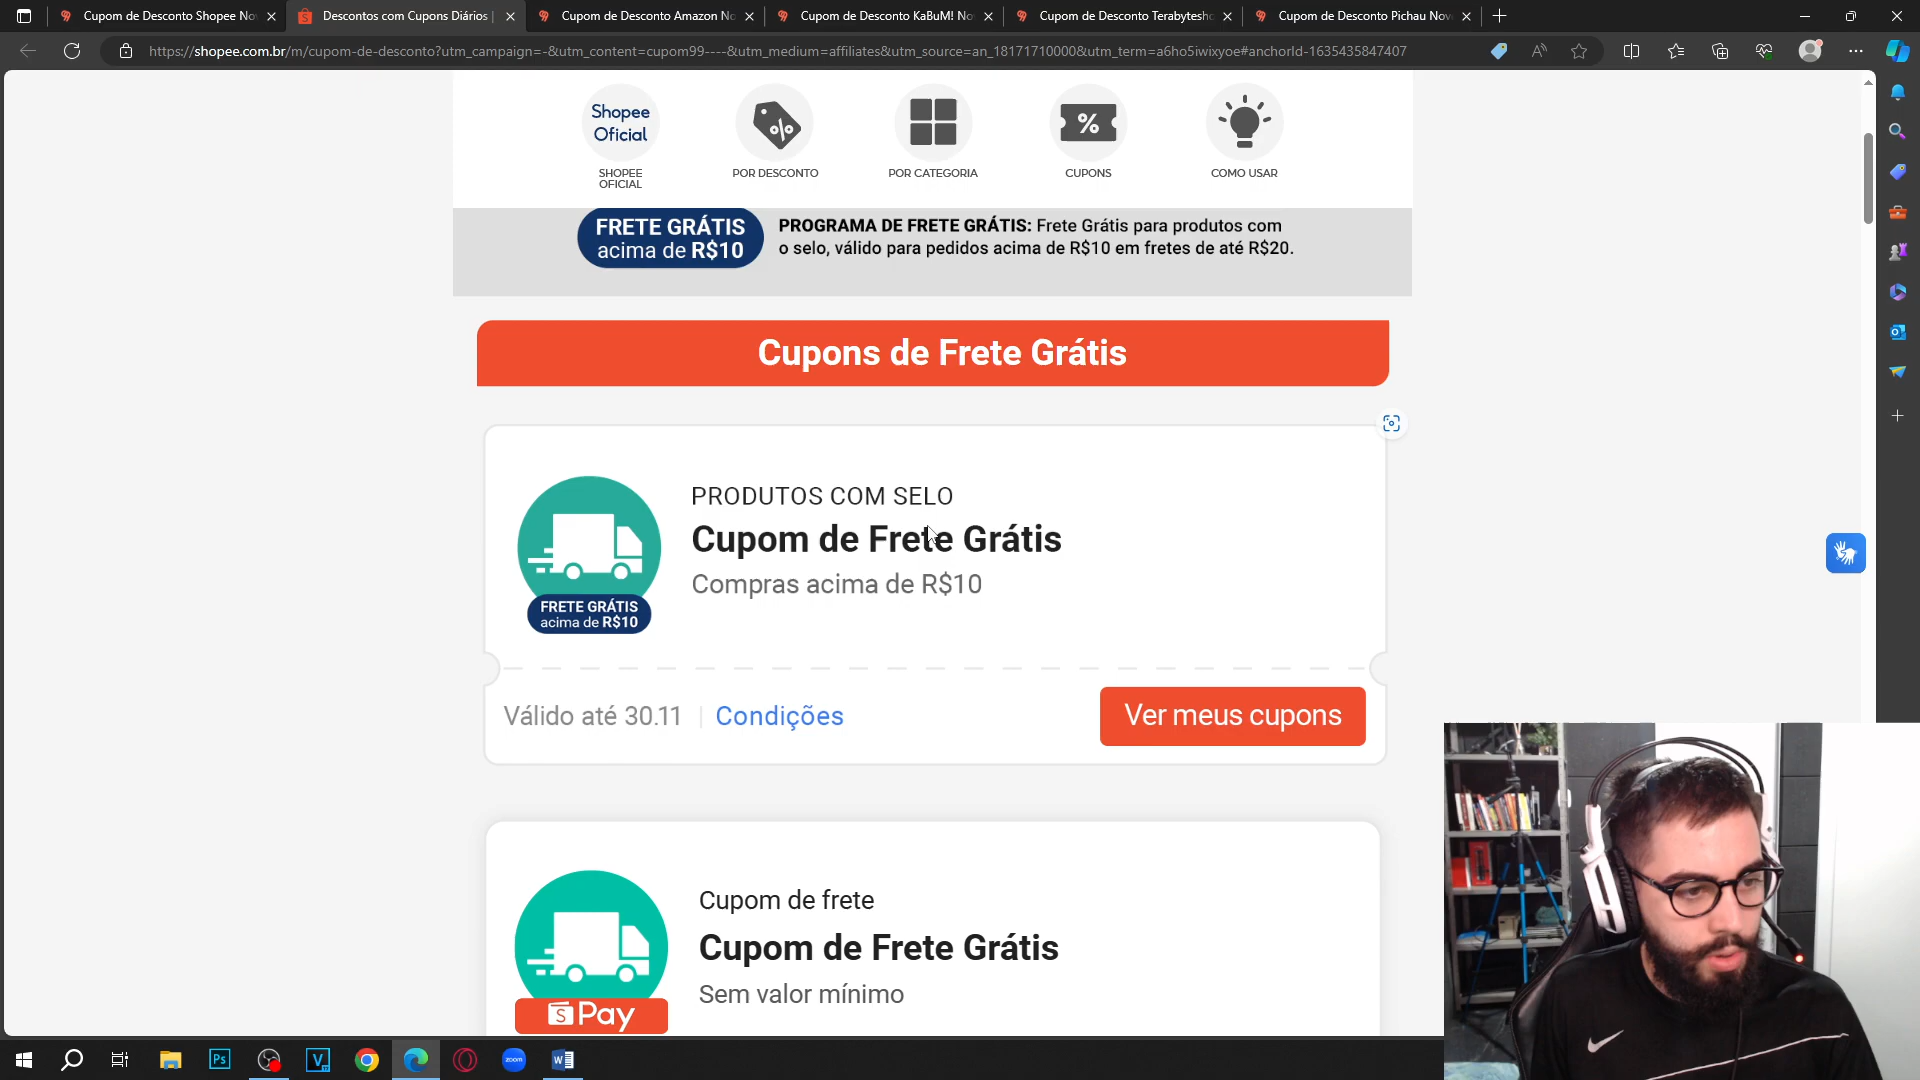 Cupom de Desconto Shopee No
Descontos com Cupons Diários |
Cupom de Desconto Amazon No
Cupom de Desconto KaBuM! No
Cupom de Desconto Terabytesho
Cupom de Desconto Pichau Nov
https://shopee.com.br/m/cupom-de-desconto?utm_campaign=-&utm_content=cupom99----&utm_medium=affiliates&utm_source=an_18171710000&utm_term=a6ho5iwixyoe#anchorId-1635435847407
Shopee
Oficial
%
%
SHOPEE
OFICIAL
POR DESCONTO
POR CATEGORIA
CUPONS
COMO USAR
FRETE GRÁTIS
acima de R$10
PROGRAMA DE FRETE GRÁTIS: Frete Grátis para produtos com
o selo, válido para pedidos acima de R$10 em fretes de até R$20.
Cupons de Frete Grátis
PRODUTOS COM SELO
Cupom de Frete Grátis
Compras acima de R$10
FRETE GRÁTIS
acima de R$10
Válido até 30.11 | Condições
Ver meus cupons
Cupom de frete
Cupom de Frete Grátis
Sem valor mínimo
S Pay
Ps
V
zoom
W